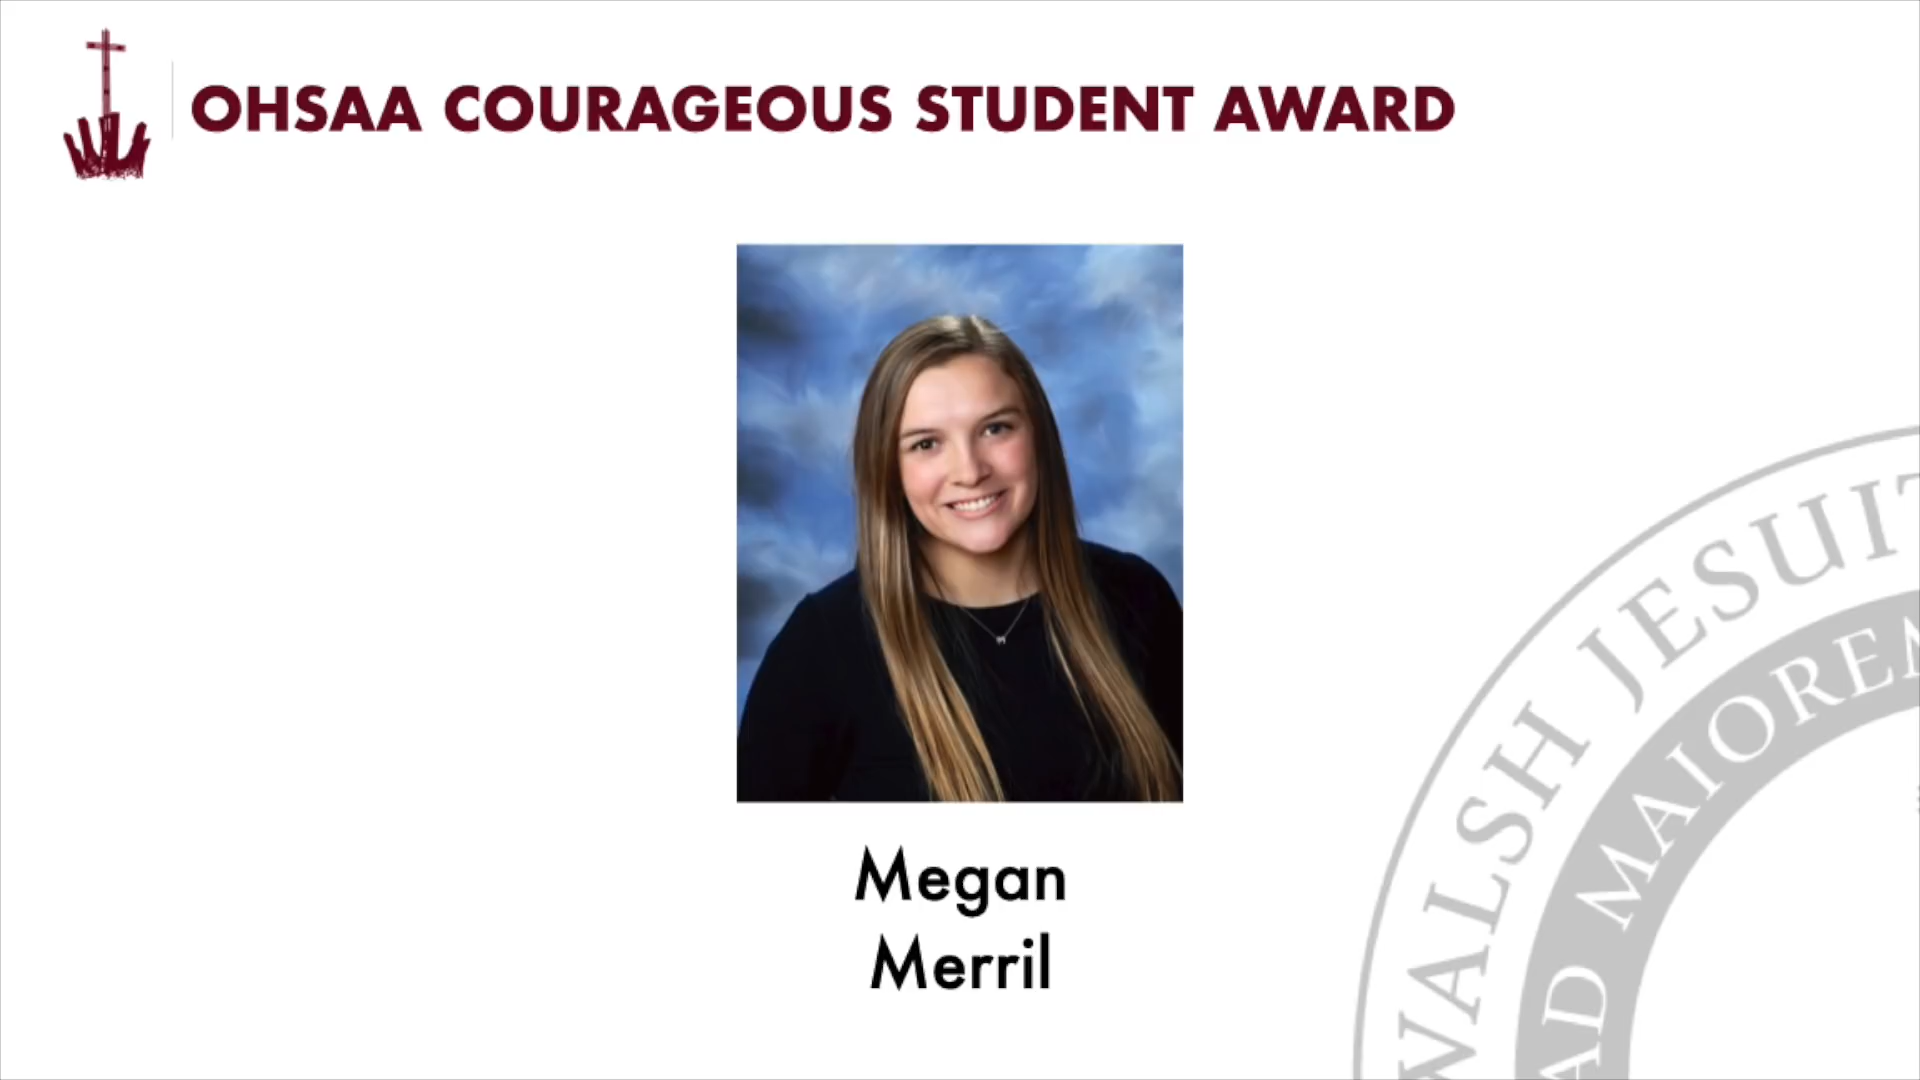 OHSAA COURAGEOUS STUDENT AWARD
Megan
Merril
WALSH JESUIT
AD MAIOREM